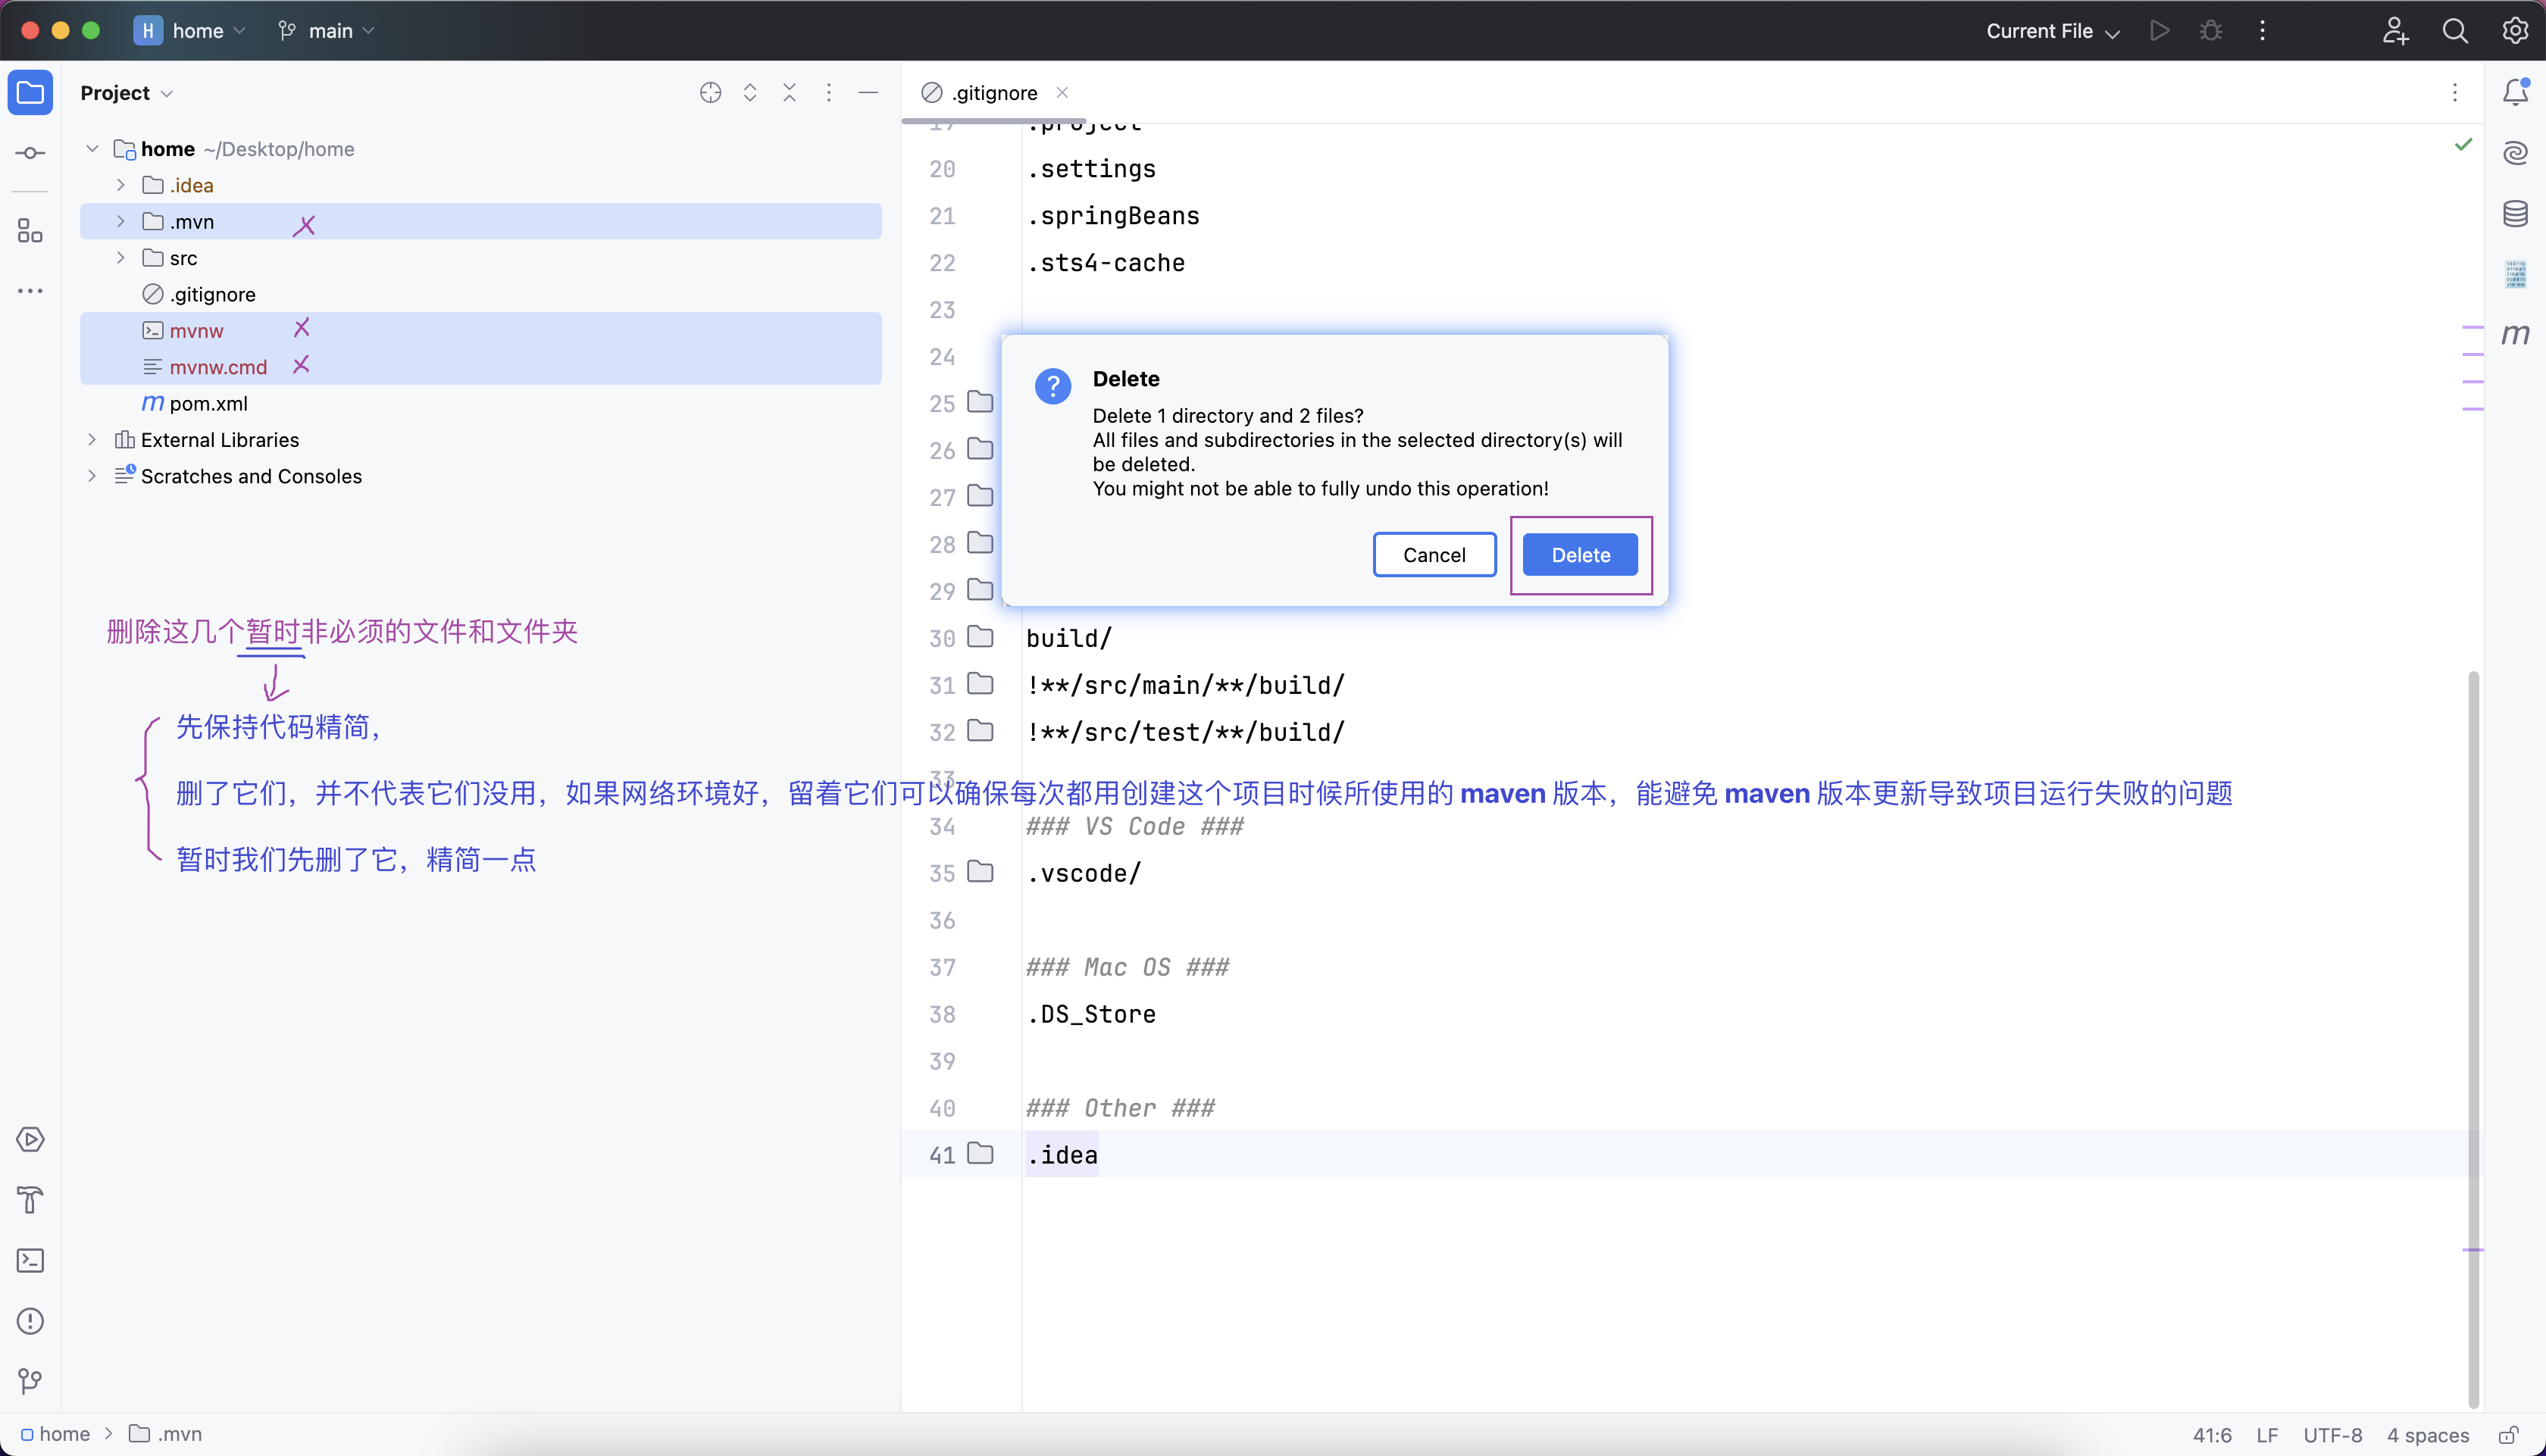 H home main Current File
Project
.gitignore
home ~/Desktop/home
.idea
.mvn
src
.gitignore
mvnw
mvnw.cmd
pom.xml
External Libraries
Scratches and Consoles
删除这几个暂时非必须的文件和文件夹
先保持代码精简，
删了它们，并不代表它们没用，如果网络环境好，留着它们可以确保每次都用创建这个项目时候所使用的 maven 版本，能避免 maven 版本更新导致项目运行失败的问题
暂时我们先删了它，精简一点
19 .project
20 .settings
21 .springBeans
22 .sts4-cache
23
24
25
26
27
28
29
30 build/
31 !**/src/main/**/build/
32 !**/src/test/**/build/
33
34 ### VS Code ###
35 .vscode/
36
37 ### Mac OS ###
38 .DS_Store
39
40 ### Other ###
41 .idea
Delete
Delete 1 directory and 2 files?
All files and subdirectories in the selected directory(s) will
be deleted.
You might not be able to fully undo this operation!
Cancel Delete
m
home .mvn 41:6 LF UTF-8 4 spaces